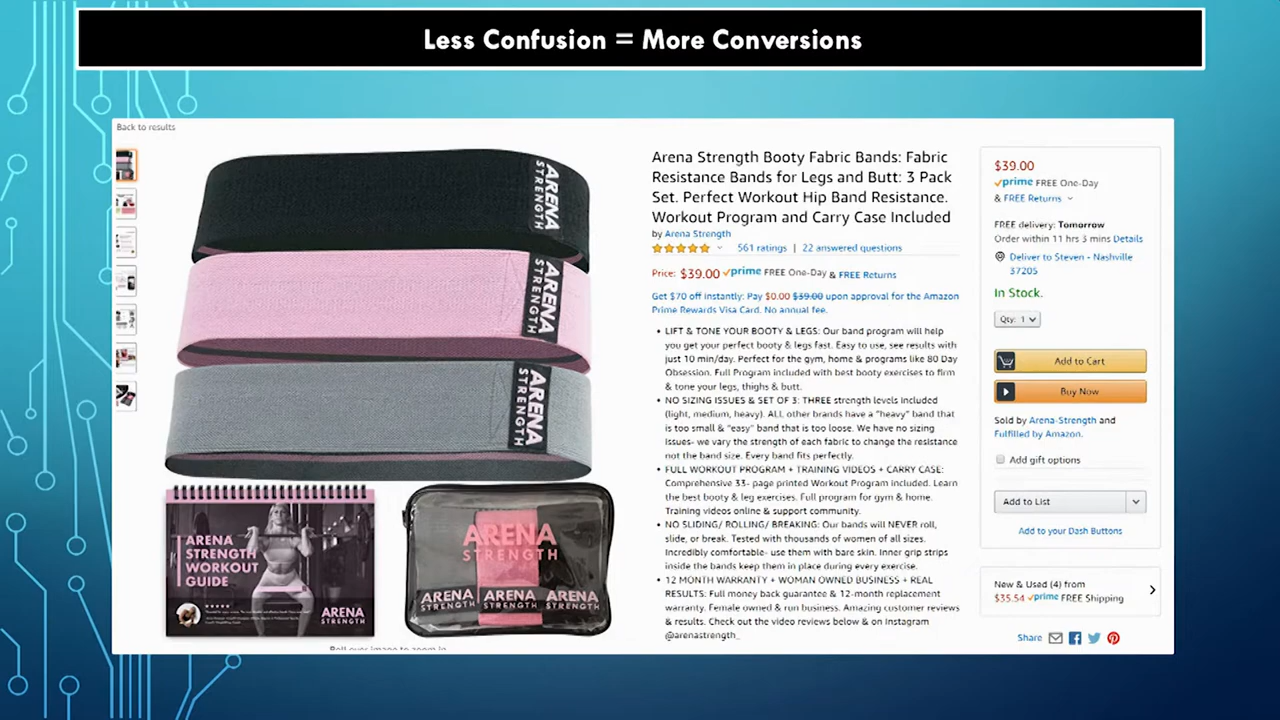 Less Confusion = More Conversions
Back to results
ARENA
STRENGTH
ARENA
STRENGTH
ARENA
STRENGTH
ARENA
STRENGTH
WORKOUT
GUIDE
ARENA
STRENGTH
ARENA
STRENGTH
ARENA
STRENGTH
ARENA
STRENGTH
ARENA
STRENGTH
Roll over image to zoom in
Arena Strength Booty Fabric Bands: Fabric
Resistance Bands for Legs and Butt: 3 Pack
Set. Perfect Workout Hip Band Resistance.
Workout Program and Carry Case Included
by Arena Strength
561 ratings | 22 answered questions
Price: $39.00 prime FREE One-Day & FREE Returns
Get $70 off instantly: Pay $0.00 $39.00 upon approval for the Amazon
Prime Rewards Visa Card. No annual fee.
• LIFT & TONE YOUR BOOTY & LEGS: Our band program will help
you get your perfect booty & legs fast. Easy to use, see results with
just 10 min/day. Perfect for the gym, home & programs like 80 Day
Obsession. Full Program included with best booty exercises to firm
& tone your legs, thighs & butt.
• NO SIZING ISSUES & SET OF 3: THREE strength levels included
(light, medium, heavy). ALL other brands have a "heavy" band that
is too small & "easy" band that is too loose. We have no sizing
issues- we vary the strength of each fabric to change the resistance
not the band size. Every band fits perfectly.
• FULL WORKOUT PROGRAM + TRAINING VIDEOS + CARRY CASE:
Comprehensive 33- page printed Workout Program included. Learn
the best booty & leg exercises. Full program for gym & home.
Training videos online & support community.
• NO SLIDING/ ROLLING/ BREAKING: Our bands will NEVER roll,
slide, or break. Tested with thousands of women of all sizes.
Incredibly comfortable- use them with bare skin. Inner grip strips
inside the bands keep them in place during every exercise.
• 12 MONTH WARRANTY + WOMAN OWNED BUSINESS + REAL
RESULTS: Full money back guarantee & 12-month replacement
warranty. Female owned & run business. Amazing customer reviews
& results. Check out the video reviews below & on Instagram
@arenastrength_
$39.00
prime FREE One-Day
& FREE Returns
FREE delivery: Tomorrow
Order within 11 hrs 3 mins Details
Deliver to Steven - Nashville
37205
In Stock.
Qty: 1
Add to Cart
Buy Now
Sold by Arena-Strength and
Fulfilled by Amazon.
Add gift options
Add to List
Add to your Dash Buttons
New & Used (4) from
$35.54 prime FREE Shipping
Share